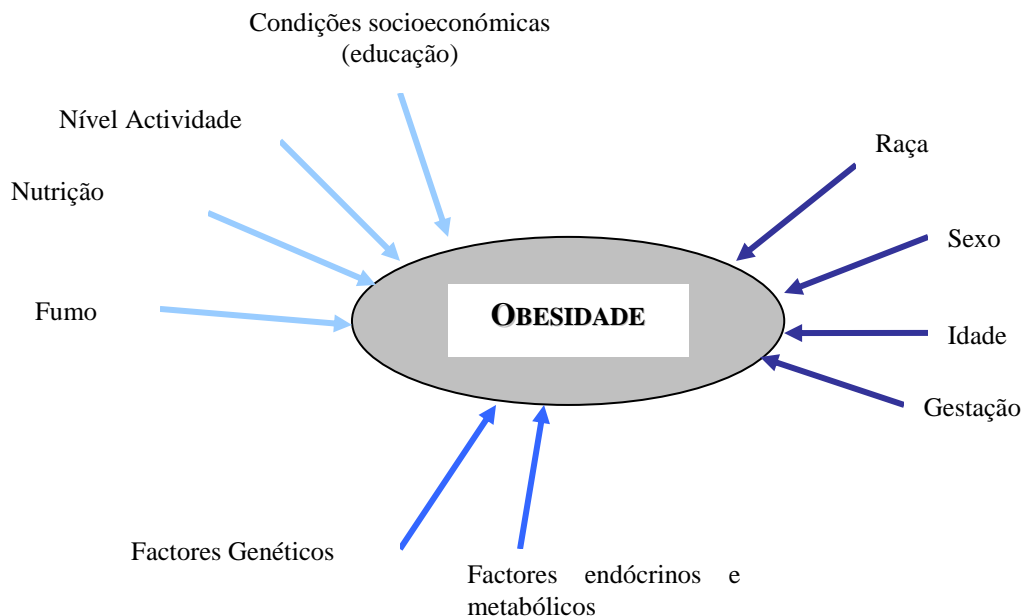 Condições socioeconómicas
(educação)
Nível Actividade
Raça
Nutrição
Sexo
Fumo
OBESIDADE
Idade
Gestação
Factores Genéticos
Factores endócrinos e
metabólicos